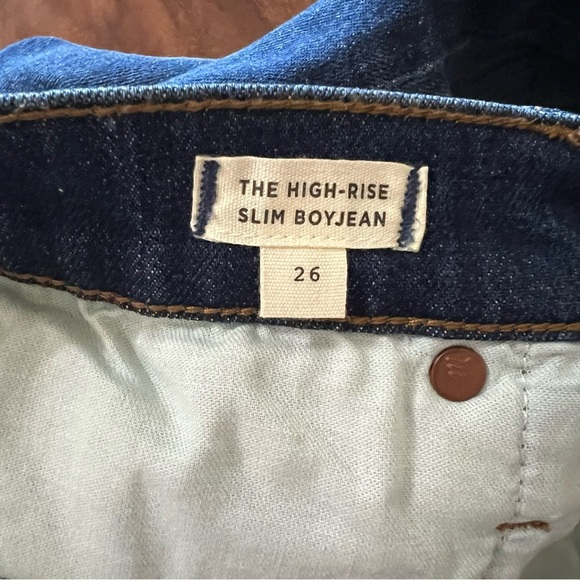 THE HIGH-RISE
SLIM BOYJEAN
26